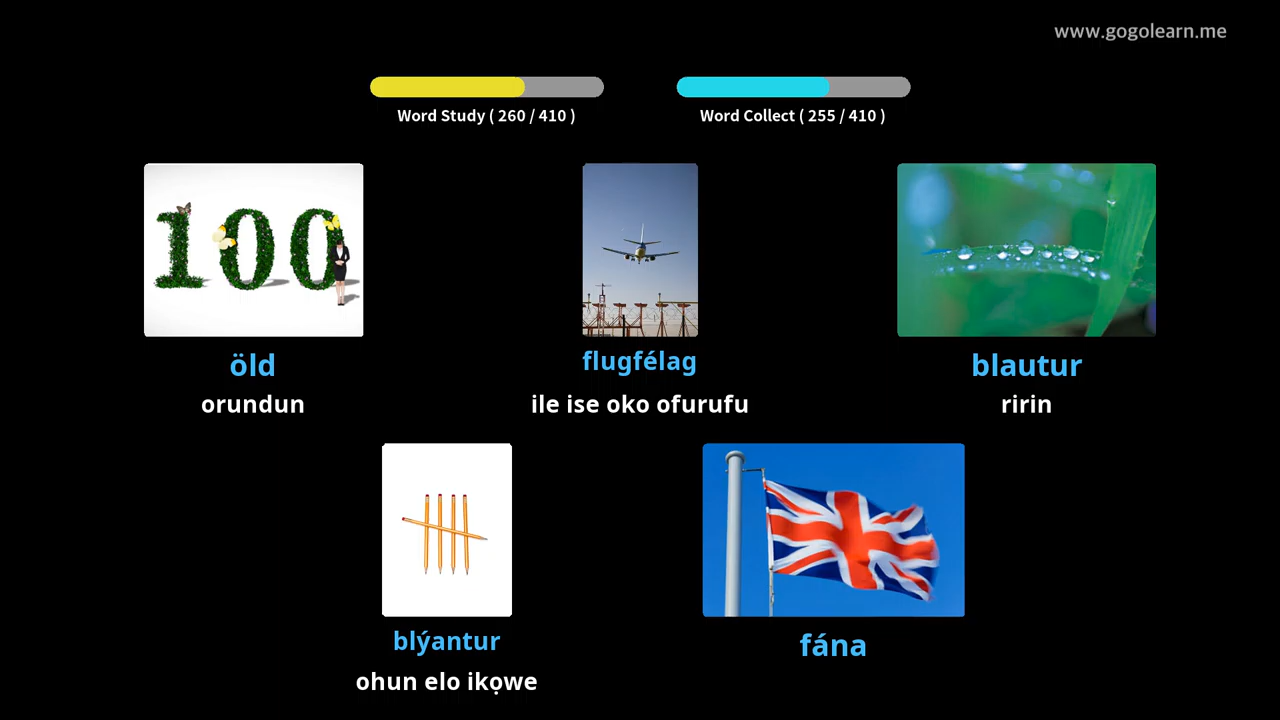 www.gogolearn.me
Word Study ( 260 / 410 )
Word Collect ( 255 / 410 )
100
öld
orundun
flugfélag
ile ise oko ofurufu
blautur
ririn
blýantur
ohun elo ikọwe
fána